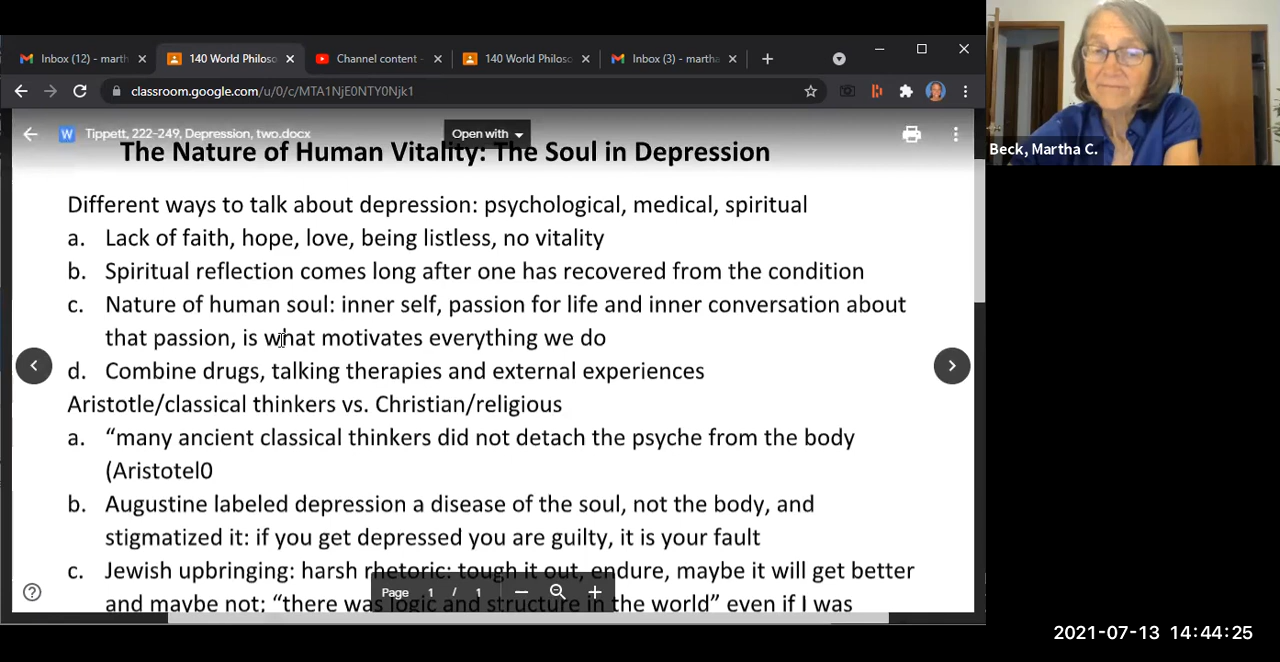 Inbox (12) - marth
140 World Philoso
Channel content -
140 World Philoso
Inbox (3) - martha
classroom.google.com/u/0/c/MTA1NjE0NTY0Njk1
W Tippett, 222-249, Depression, two.docx
Open with
The Nature of Human Vitality: The Soul in Depression
Different ways to talk about depression: psychological, medical, spiritual
a. Lack of faith, hope, love, being listless, no vitality
b. Spiritual reflection comes long after one has recovered from the condition
c. Nature of human soul: inner self, passion for life and inner conversation about
that passion, is what motivates everything we do
d. Combine drugs, talking therapies and external experiences
Aristotle/classical thinkers vs. Christian/religious
a. “many ancient classical thinkers did not detach the psyche from the body
(Aristotel0
b. Augustine labeled depression a disease of the soul, not the body, and
stigmatized it: if you get depressed you are guilty, it is your fault
c. Jewish upbringing: harsh rhetoric: tough it out, endure, maybe it will get better
and maybe not; “there was logic and structure in the world” even if I was
Page 1 / 1
Beck, Martha C.
2021-07-13 14:44:25